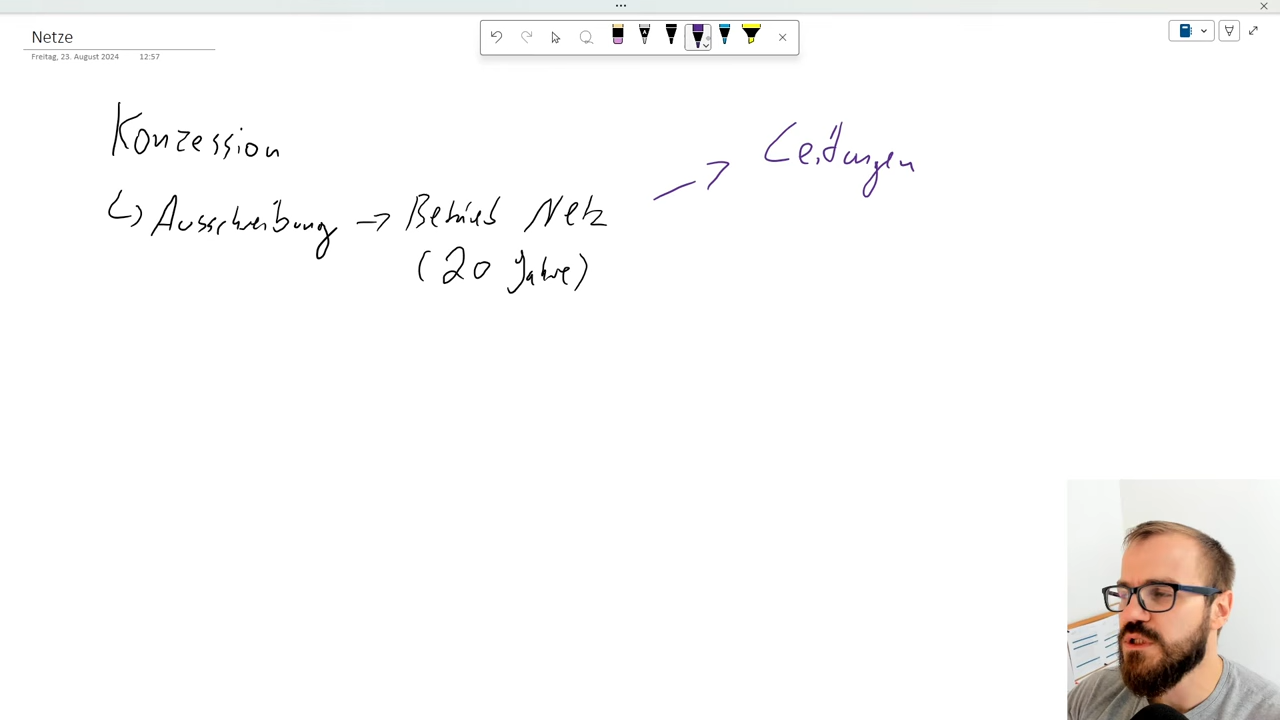 Netze
Freitag, 23. August 2024 12:57
Konzession
↳ Ausschreibung → Betrieb Netz → Leitungen
(20 Jahre)